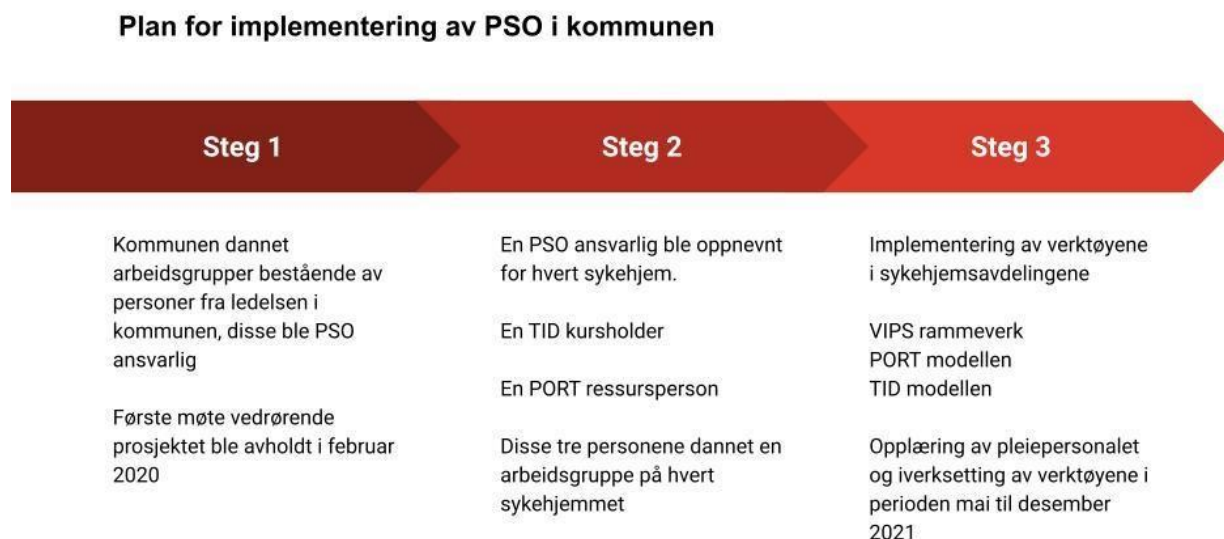 Plan for implementering av PSO i kommunen
Steg 1
Steg 2
Steg 3
Kommunen dannet
arbeidsgrupper bestående av
personer fra ledelsen i
kommunen, disse ble PSO
ansvarlig
Første møte vedrørende
prosjektet ble avholdt i februar
2020
En PSO ansvarlig ble oppnevnt
for hvert sykehjem.
En TID kursholder
En PORT ressursperson
Disse tre personene dannet en
arbeidsgruppe på hvert
sykehjemmet
Implementering av verktøyene
i sykehjemsavdelingene
VIPS rammeverk
PORT modellen
TID modellen
Opplæring av pleiepersonalet
og iverksetting av verktøyene i
perioden mai til desember
2021